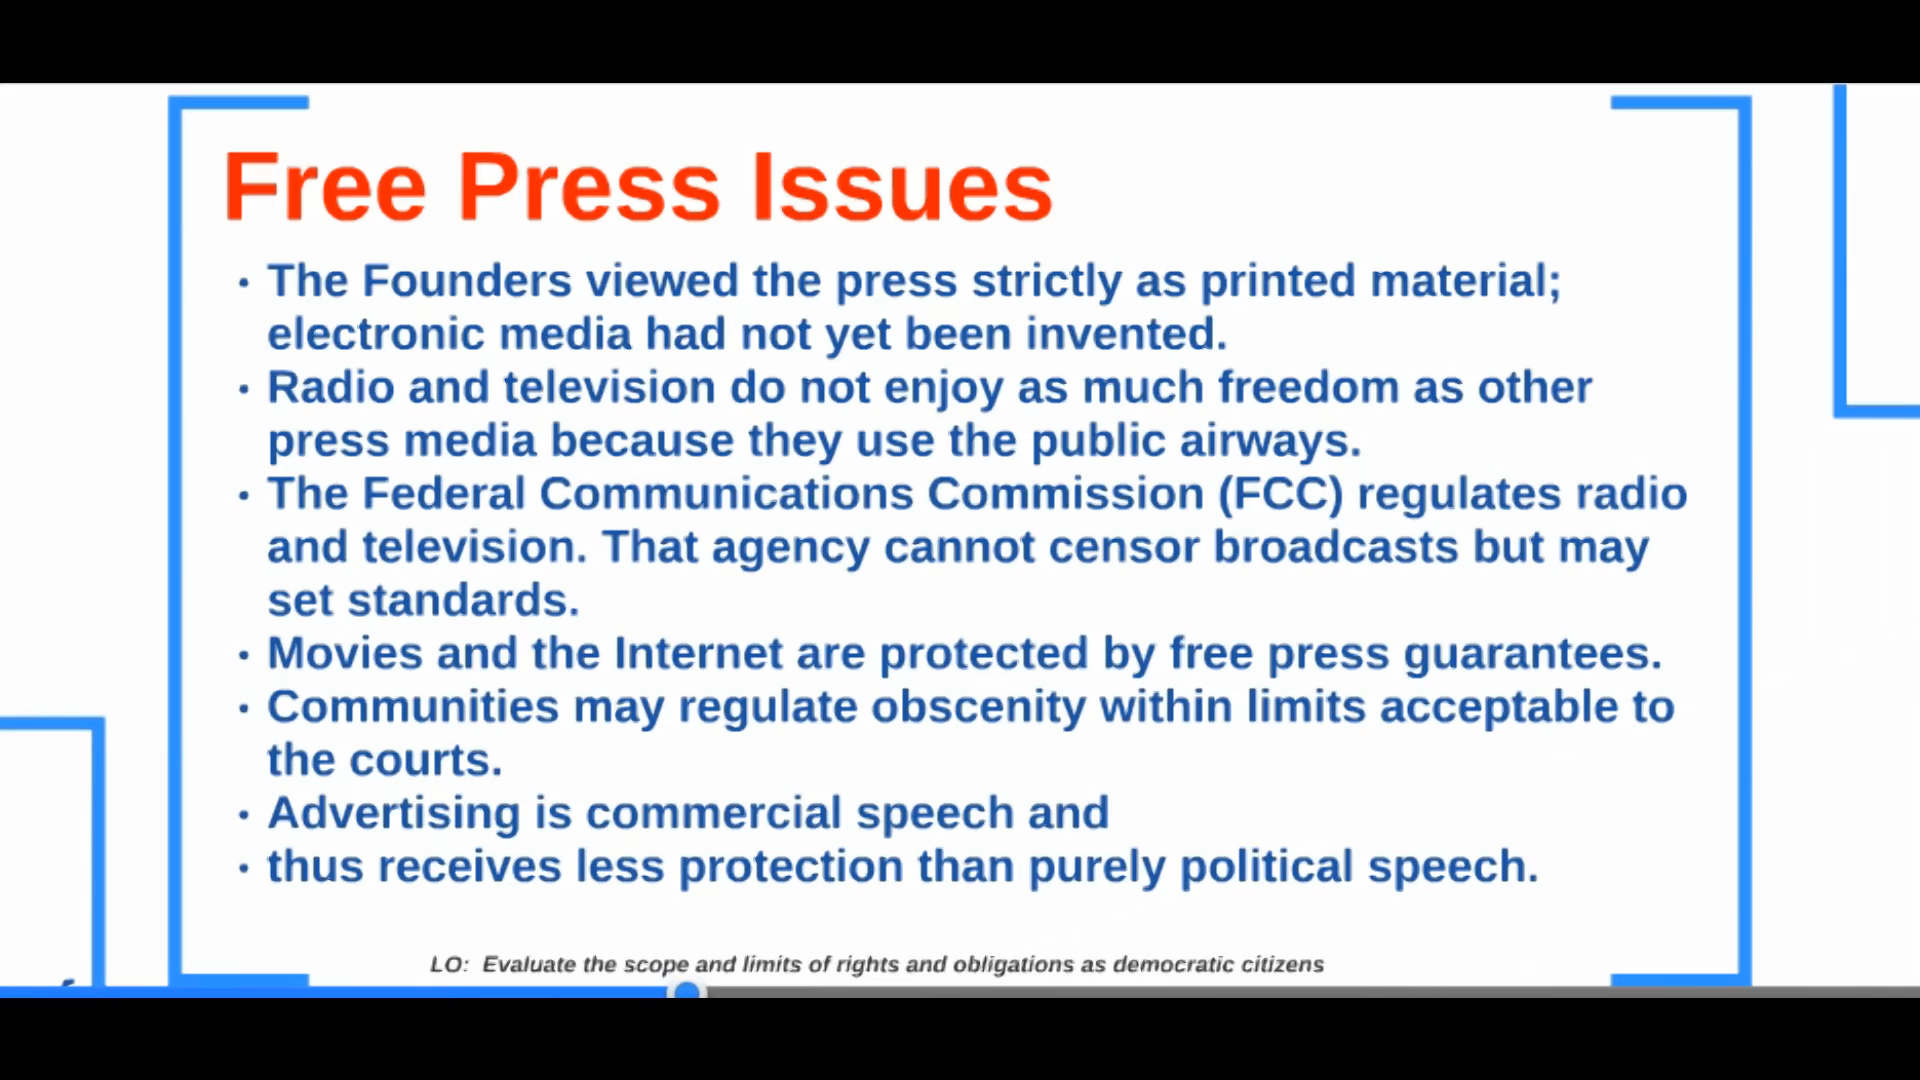 Free Press Issues
• The Founders viewed the press strictly as printed material;
electronic media had not yet been invented.
• Radio and television do not enjoy as much freedom as other
press media because they use the public airways.
• The Federal Communications Commission (FCC) regulates radio
and television. That agency cannot censor broadcasts but may
set standards.
• Movies and the Internet are protected by free press guarantees.
• Communities may regulate obscenity within limits acceptable to
the courts.
• Advertising is commercial speech and
• thus receives less protection than purely political speech.
LO: Evaluate the scope and limits of rights and obligations as democratic citizens